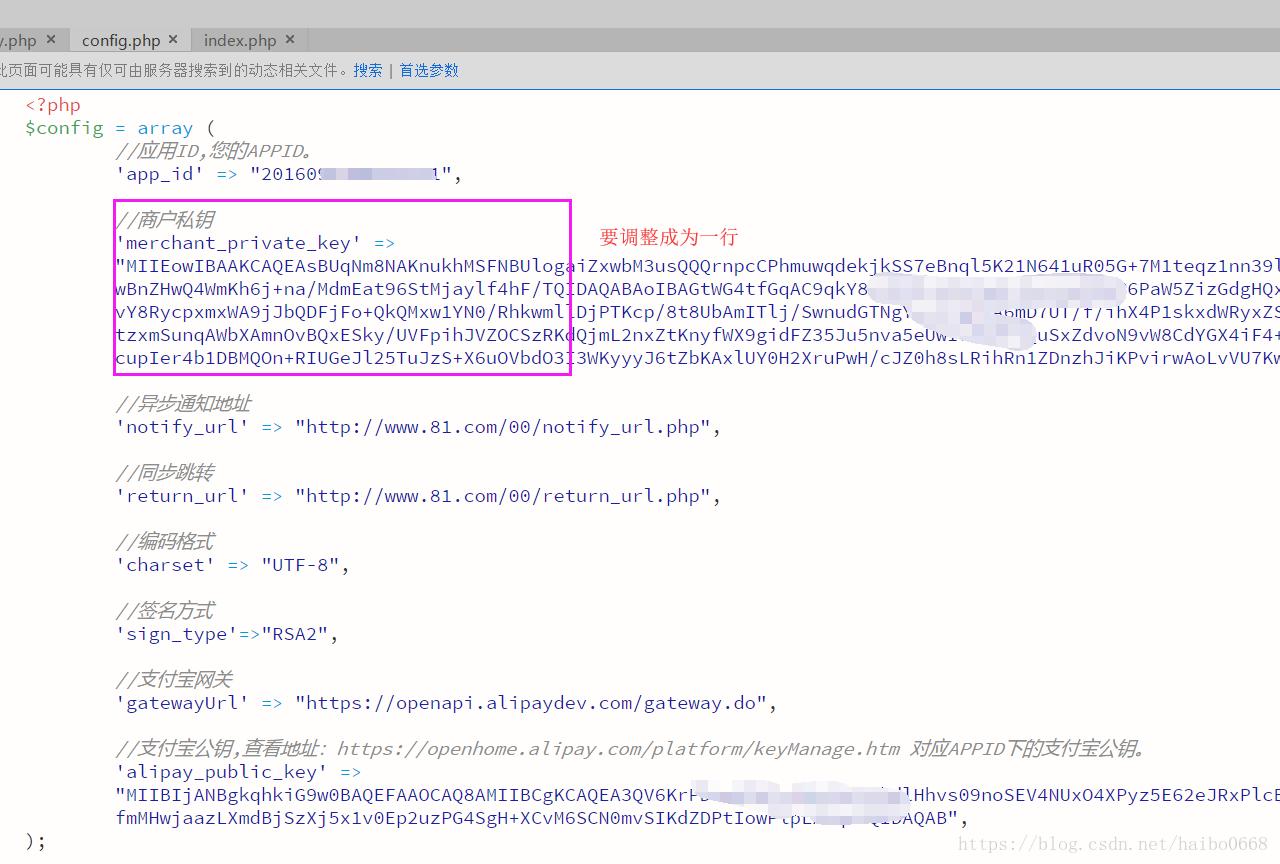 y.php ×
config.php ×
index.php ×
此页面可能具有仅可由服务器搜索到的动态相关文件。搜索 | 首选参数
<?php
$config = array (
//应用ID,您的APPID。
'app_id' => "20160 1",
//商户私钥
'merchant_private_key' =>
要调整成为一行
"MIIEowIBAAKCAQEAsBUqNm8NAKnukhMSFNBUlogaiZxwbM3usQQQrnpcCPhmuwqdekjkSS7eBnql5K21N641uR05G+7M1teqz1nn39l
wBnZHwQ4WmKh6j+na/MdmEat96StMjaylf4hF/TQIDAQABAoIBAGtWG4tfGqAC9qkY8 6PaW5ZizGdgHQx
vY8RycpxmxWA9jJbQDFjFo+QkQMxw1YN0/RhkwmllDjPTKcp/8t8UbAmITlj/SwnudGTNg 6mD7UT/f/ihX4P1skxdWRyxZS
tzxmSunqAWbXAmnOvBQxESky/UVFpihJVZOCSzRKdQjmL2nxZtKnyfWX9gidFZ35Ju5nva5eUw uSxZdvoN9vW8CdYGX4iF4+
cupIer4b1DBMQOn+RIUGeJl25TuJzS+X6uOVbdO3I3WKyyyJ6tZbKAxlUY0H2XruPwH/cJZ0h8sLRihRn1ZDnzhJiKPvirwAoLvVU7Kw
//异步通知地址
'notify_url' => "http://www.81.com/00/notify_url.php",
//同步跳转
'return_url' => "http://www.81.com/00/return_url.php",
//编码格式
'charset' => "UTF-8",
//签名方式
'sign_type'=>"RSA2",
//支付宝网关
'gatewayUrl' => "https://openapi.alipaydev.com/gateway.do",
//支付宝公钥,查看地址：https://openhome.alipay.com/platform/keyManage.htm 对应APPID下的支付宝公钥。
'alipay_public_key' =>
"MIIBIjANBgkqhkiG9w0BAQEFAAOCAQ8AMIIBCgKCAQEA3QV6Kr lHhvs09noSEV4NUxO4XPyz5E62eJRxPlcE
fmMHwjaazLXmdBjSzXj5x1v0Ep2uzPG4SgH+XCvM6SCN0mvSIKdZDPtIow QIDAQAB",
);
https://blog.csdn.net/haibo0668